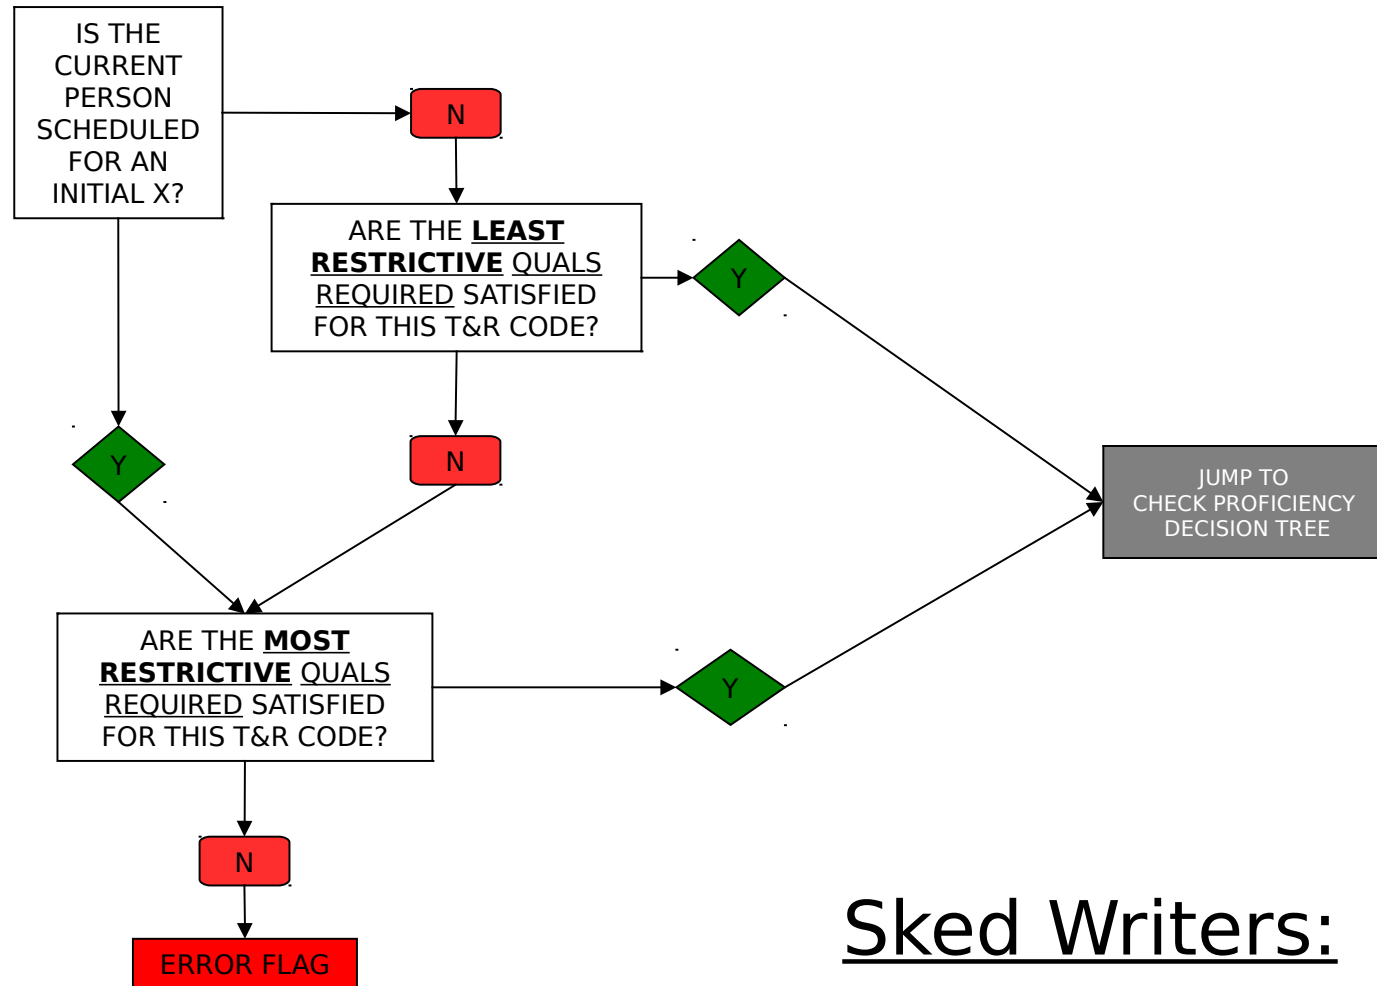 IS THE
CURRENT
PERSON
SCHEDULED
FOR AN
INITIAL X?
N
ARE THE LEAST
RESTRICTIVE QUALS
REQUIRED SATISFIED
FOR THIS T&R CODE?
Y
Y
N
JUMP TO
CHECK PROFICIENCY
DECISION TREE
ARE THE MOST
RESTRICTIVE QUALS
REQUIRED SATISFIED
FOR THIS T&R CODE?
Y
N
ERROR FLAG
Sked Writers: